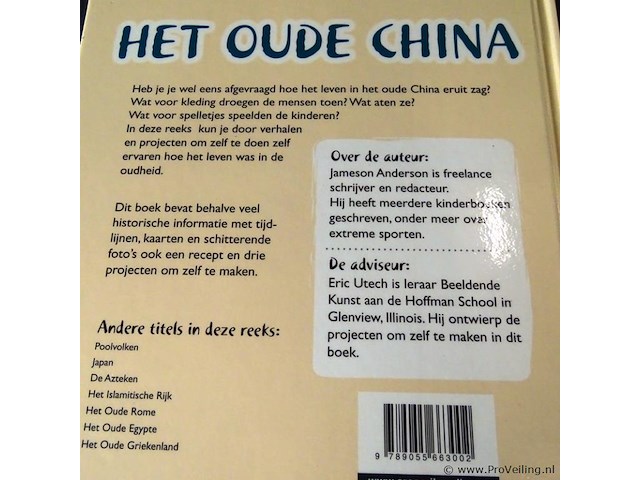 HET OUDE CHINA
Heb je je wel eens afgevraagd hoe het leven in het oude China eruit zag?
Wat voor kleding droegen de mensen toen? Wat aten ze?
Wat voor spelletjes speelden de kinderen?
In deze reeks kun je door verhalen
en projecten om zelf te doen zelf
ervaren hoe het leven was in de
oudheid.
Dit boek bevat behalve veel
historische informatie met tijd-
lijnen, kaarten en schitterende
foto's ook een recept en drie
projecten om zelf te maken.
Andere titels in deze reeks:
Poolvolken
Japan
De Azteken
Het Islamitische Rijk
Het Oude Rome
Het Oude Egypte
Het Oude Griekenland
Over de auteur:
Jameson Anderson is freelance
schrijver en redacteur.
Hij heeft meerdere kinderboeken
geschreven, onder meer over
extreme sporten.
De adviseur:
Eric Utech is leraar Beeldende
Kunst aan de Hoffman School in
Glenview, Illinois. Hij ontwierp de
projecten om zelf te maken in dit
boek.
9 789055 663002
© www.ProVeiling.nl